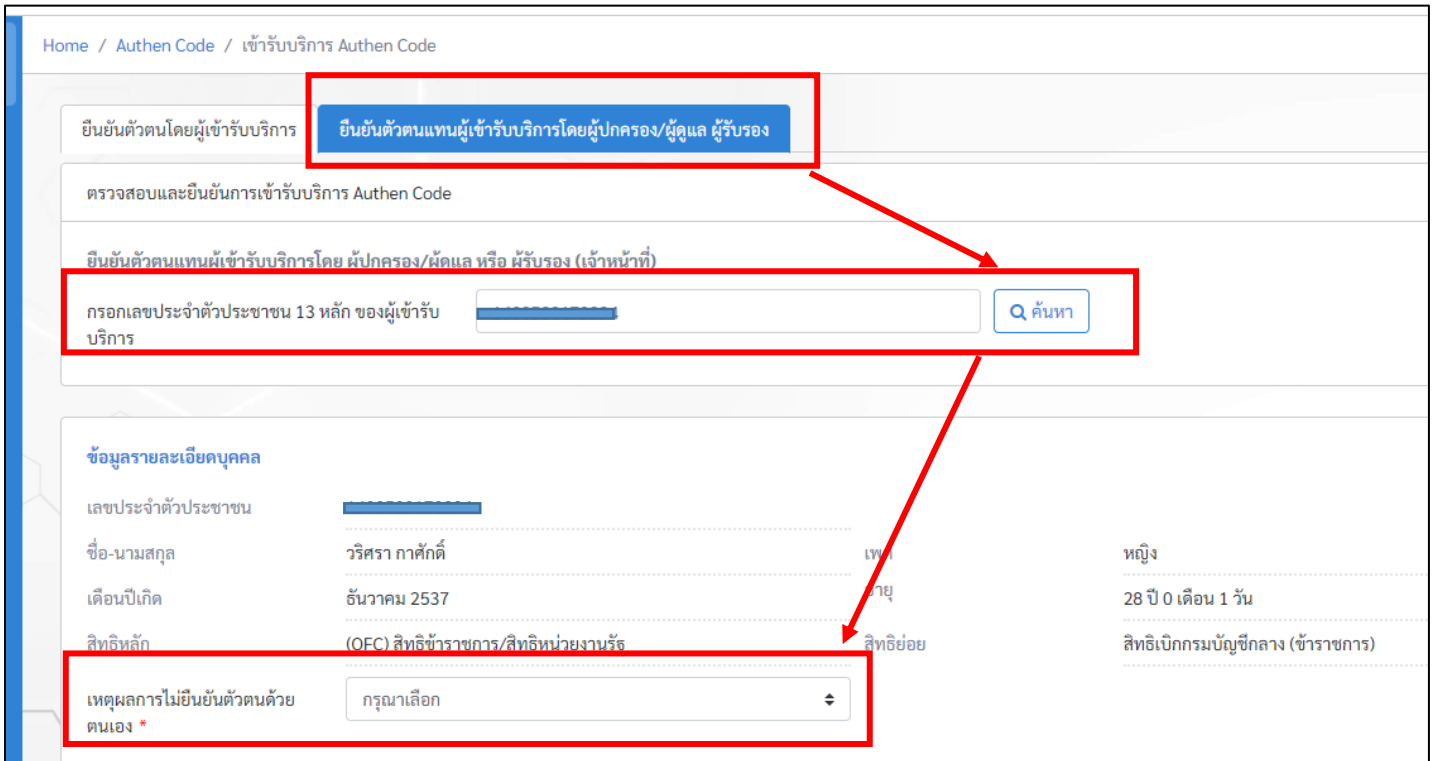 Home / Authen Code / เข้ารับบริการ Authen Code
ยืนยันตัวตนโดยผู้เข้ารับบริการ ยืนยันตัวตนแทนผู้เข้ารับบริการโดยผู้ปกครอง/ผู้ดูแล ผู้รับรอง
ตรวจสอบและยืนยันการเข้ารับบริการ Authen Code
ยืนยันตัวตนแทนผู้เข้ารับบริการโดย ผู้ปกครอง/ผู้ดูแล หรือ ผู้รับรอง (เจ้าหน้าที่)
กรอกเลขประจำตัวประชาชน 13 หลัก ของผู้เข้ารับ
บริการ
ค้นหา
ข้อมูลรายละเอียดบุคคล
เลขประจำตัวประชาชน
ชื่อ-นามสกุล วริศรา กาศักดิ์ เพศ หญิง
เดือนปีเกิด ธันวาคม 2537 อายุ 28 ปี 0 เดือน 1 วัน
สิทธิหลัก (OFC) สิทธิข้าราชการ/สิทธิหน่วยงานรัฐ สิทธิย่อย สิทธิเบิกกรมบัญชีกลาง (ข้าราชการ)
เหตุผลการไม่ยืนยันตัวตนด้วย
ตนเอง *
กรุณาเลือก